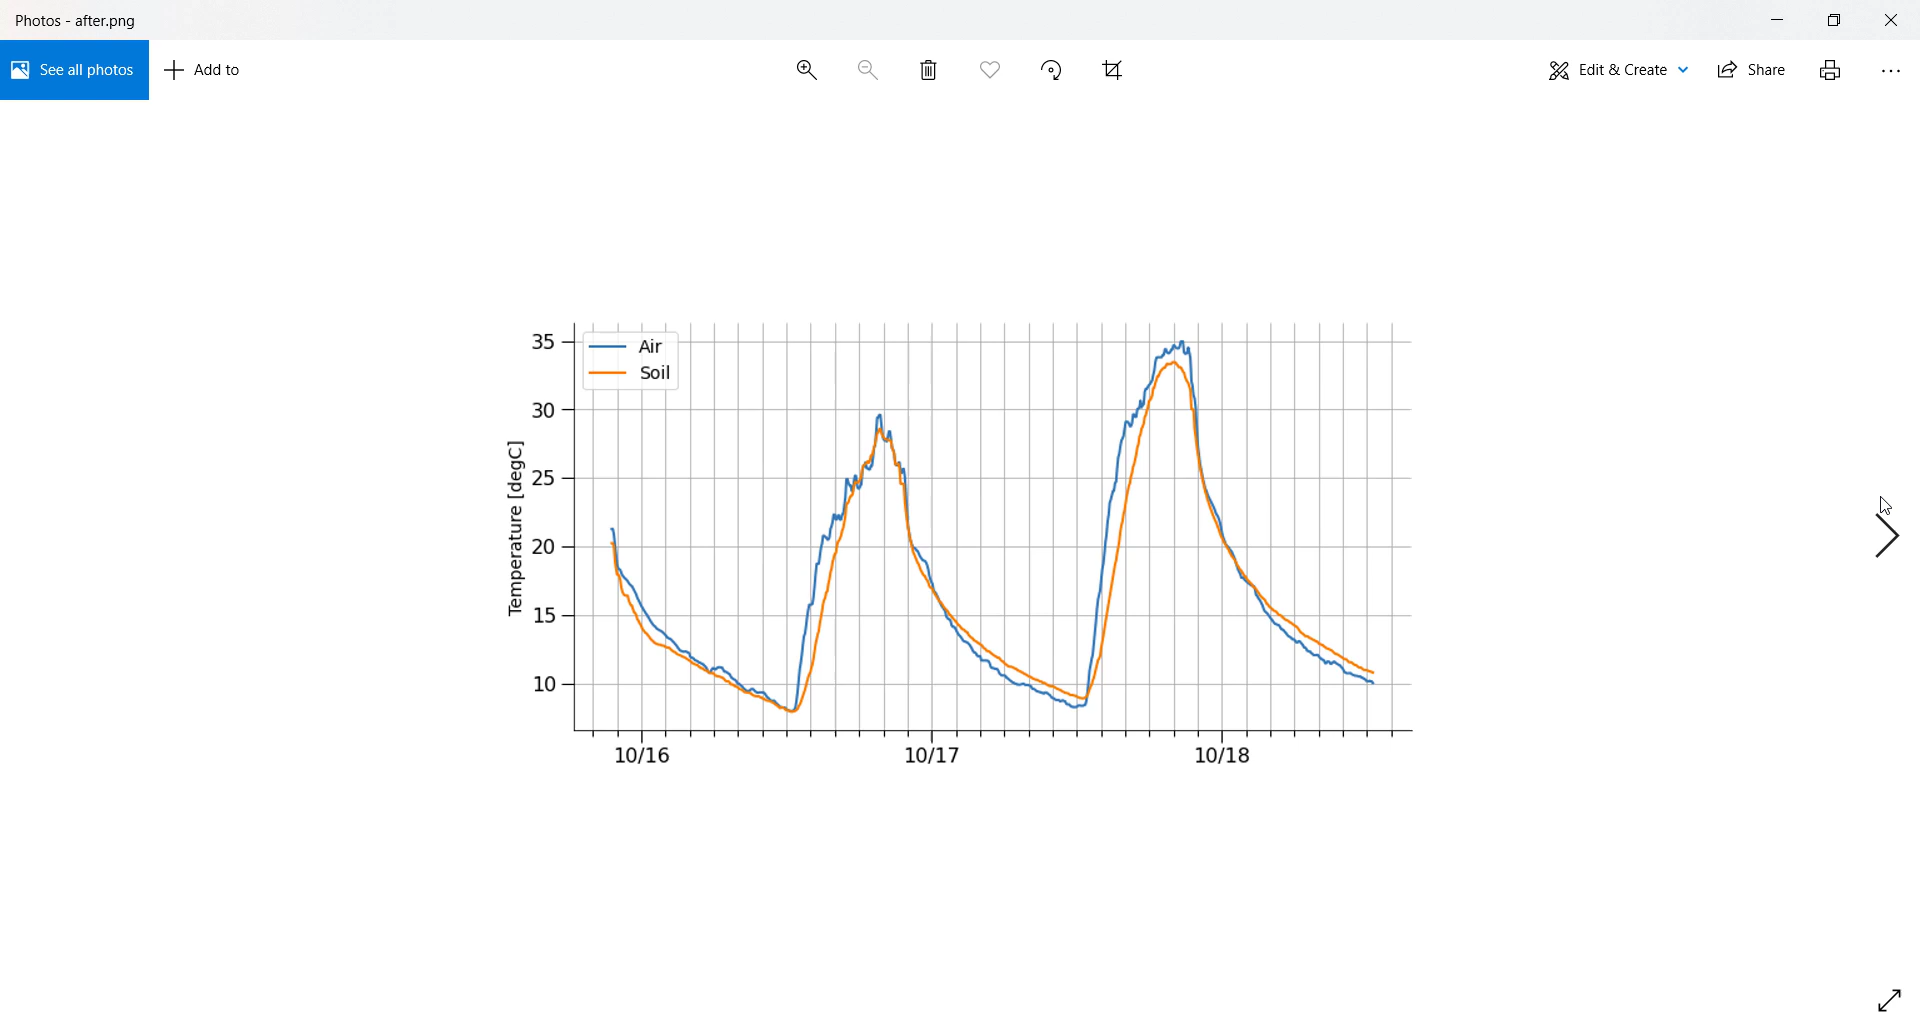 Photos - after.png
See all photos
Add to
Edit & Create
Share
35
Air
Soil
30
25
20
15
10
Temperature [degC]
10/16
10/17
10/18